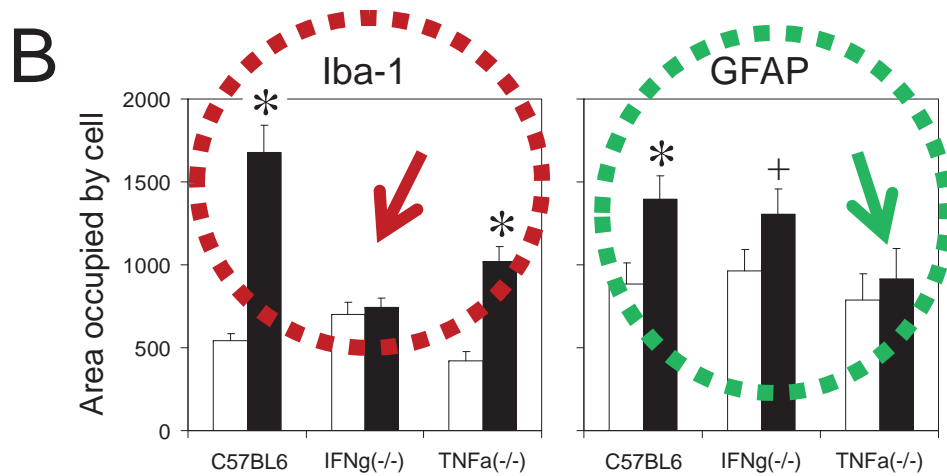 B
Iba-1
GFAP
Area occupied by cell
2000
1500
1000
500
0
*
*
*
+
C57BL6 IFNg(-/-) TNFa(-/-)
C57BL6 IFNg(-/-) TNFa(-/-)